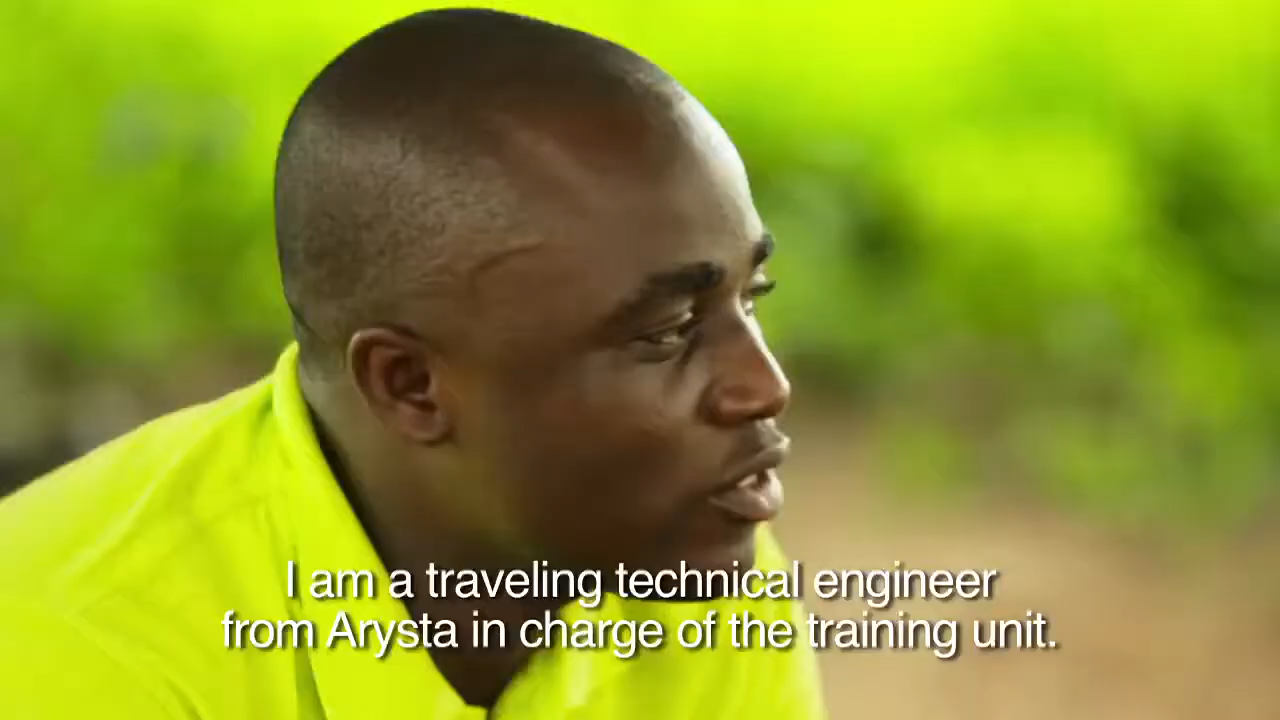 I am a traveling technical engineer
from Arysta in charge of the training unit.